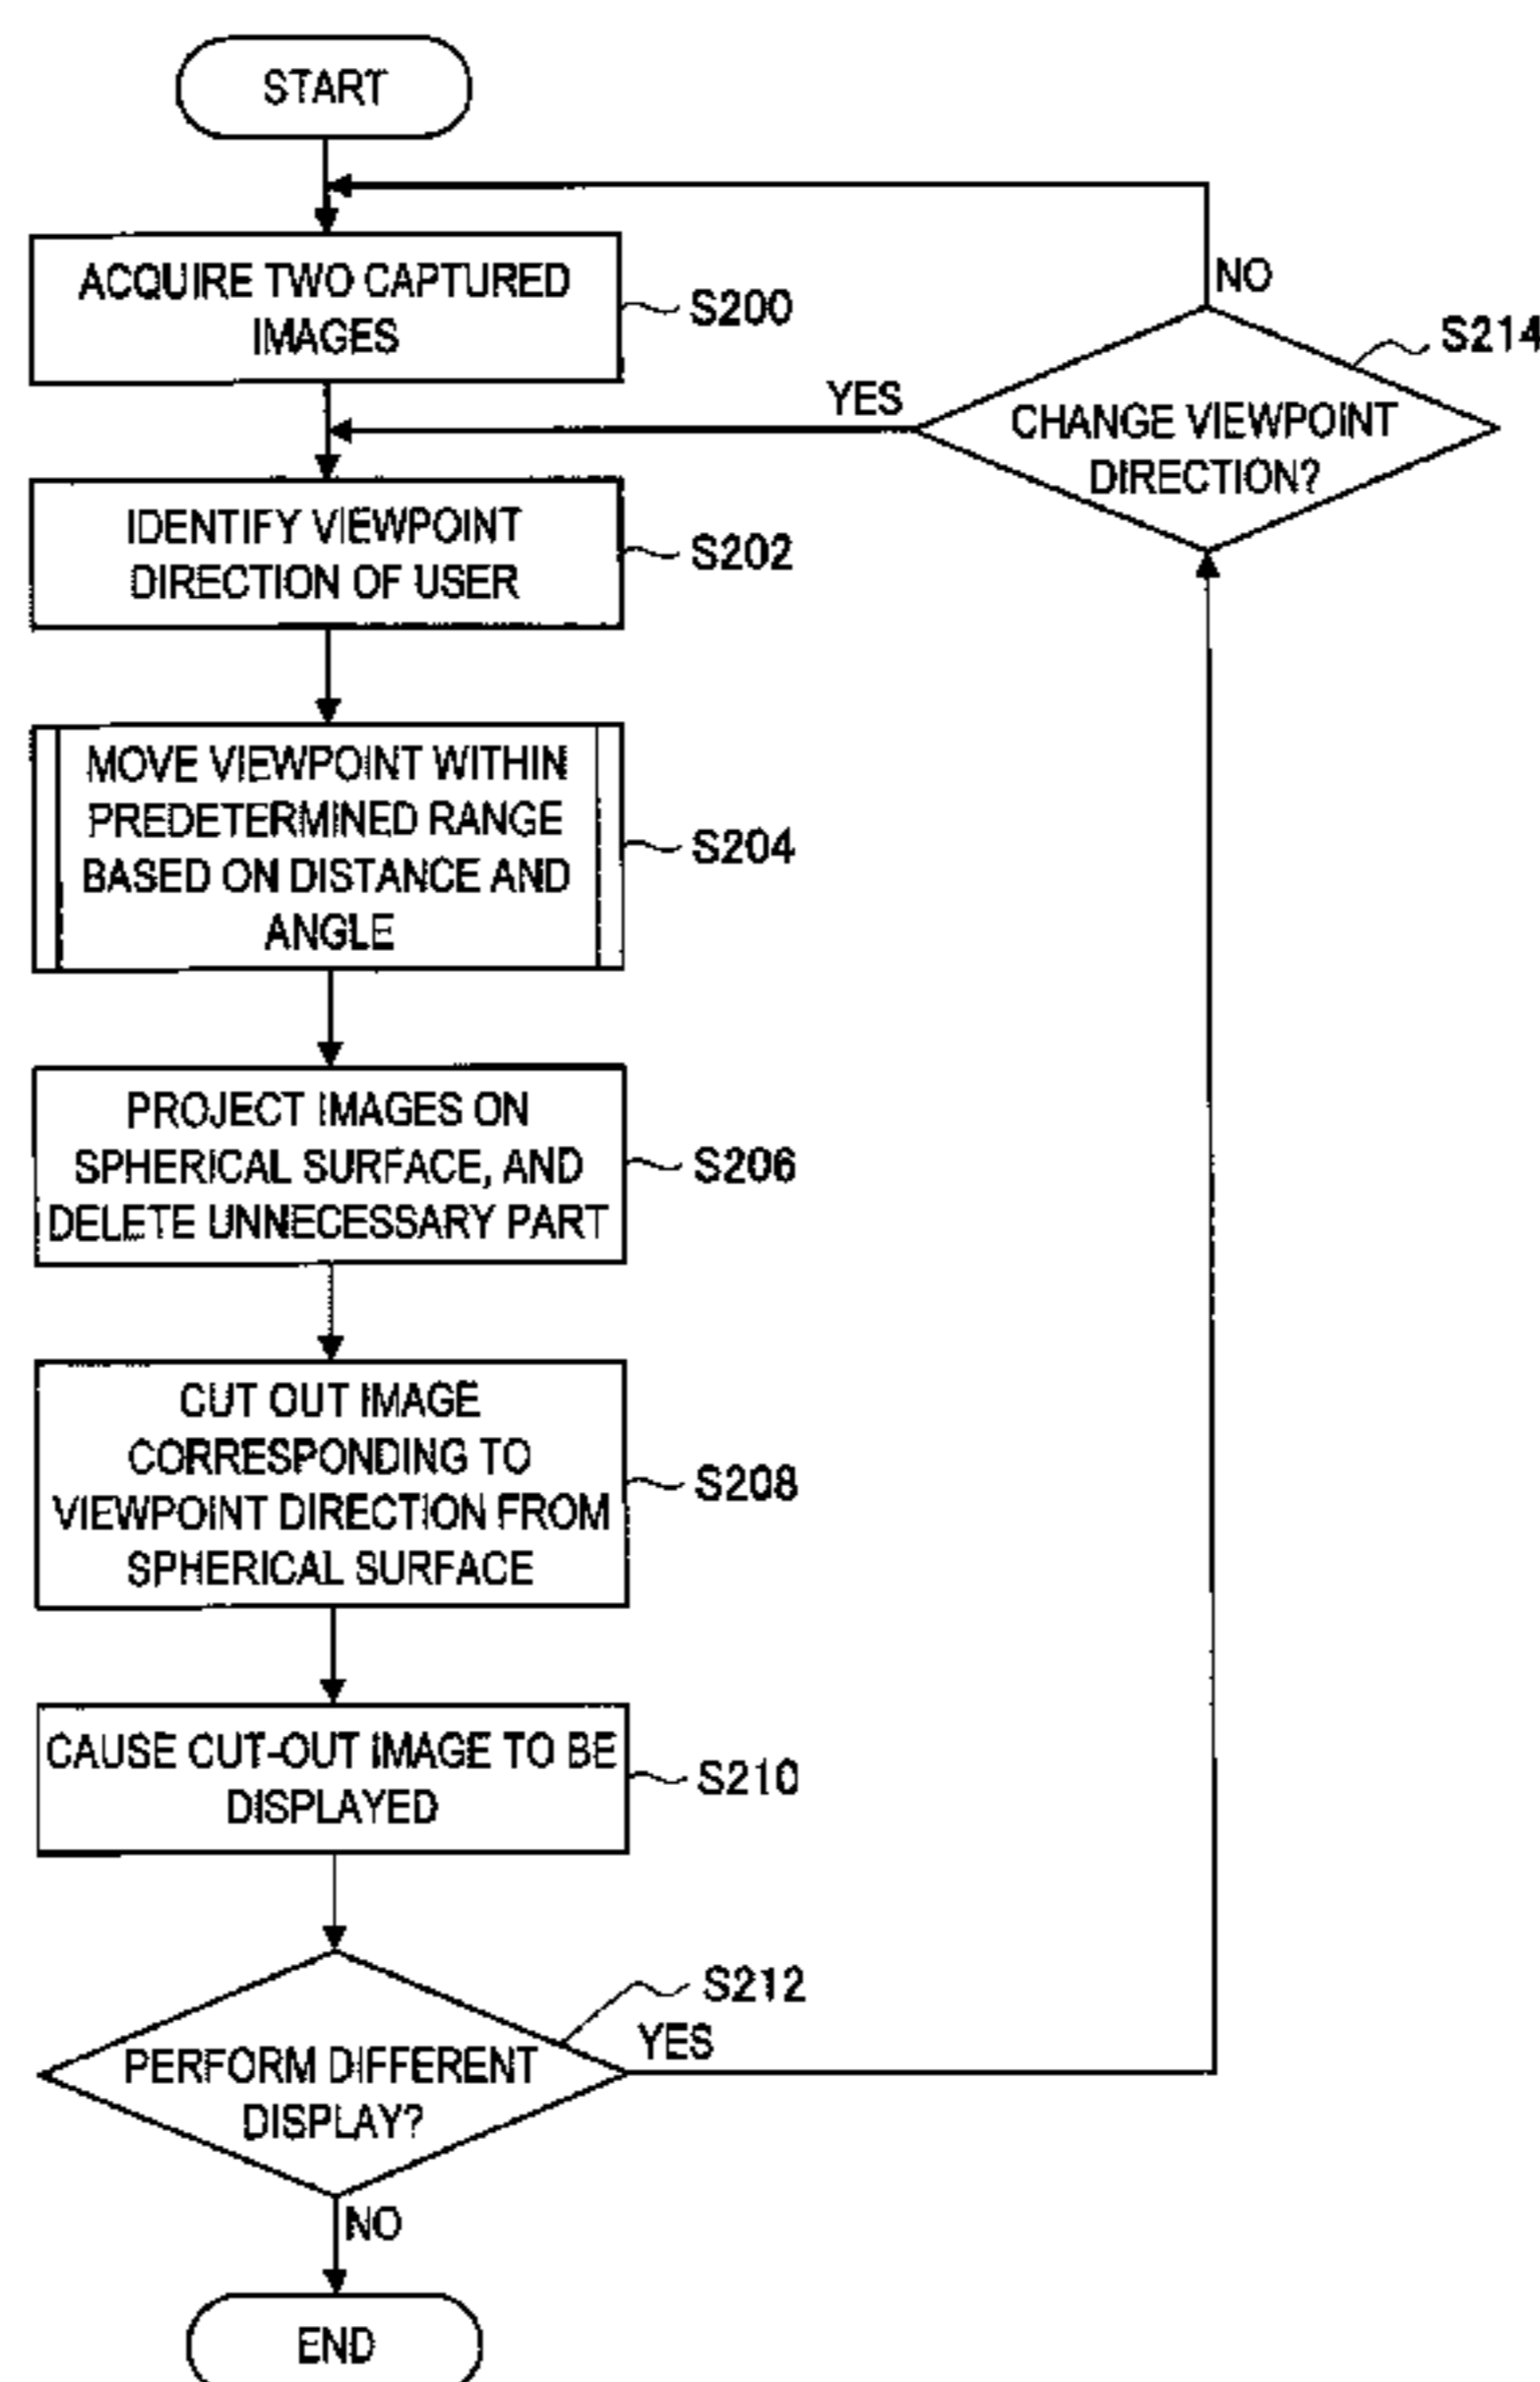 START
ACQUIRE TWO CAPTURED
IMAGES
S200
NO
S214
YES
CHANGE VIEWPOINT
DIRECTION?
IDENTIFY VIEWPOINT
DIRECTION OF USER
S202
MOVE VIEWPOINT WITHIN
PREDETERMINED RANGE
BASED ON DISTANCE AND
ANGLE
S204
PROJECT IMAGES ON
SPHERICAL SURFACE, AND
DELETE UNNECESSARY PART
S206
CUT OUT IMAGE
CORRESPONDING TO
VIEWPOINT DIRECTION FROM
SPHERICAL SURFACE
S208
CAUSE CUT-OUT IMAGE TO BE
DISPLAYED
S210
S212
YES
PERFORM DIFFERENT
DISPLAY?
NO
END